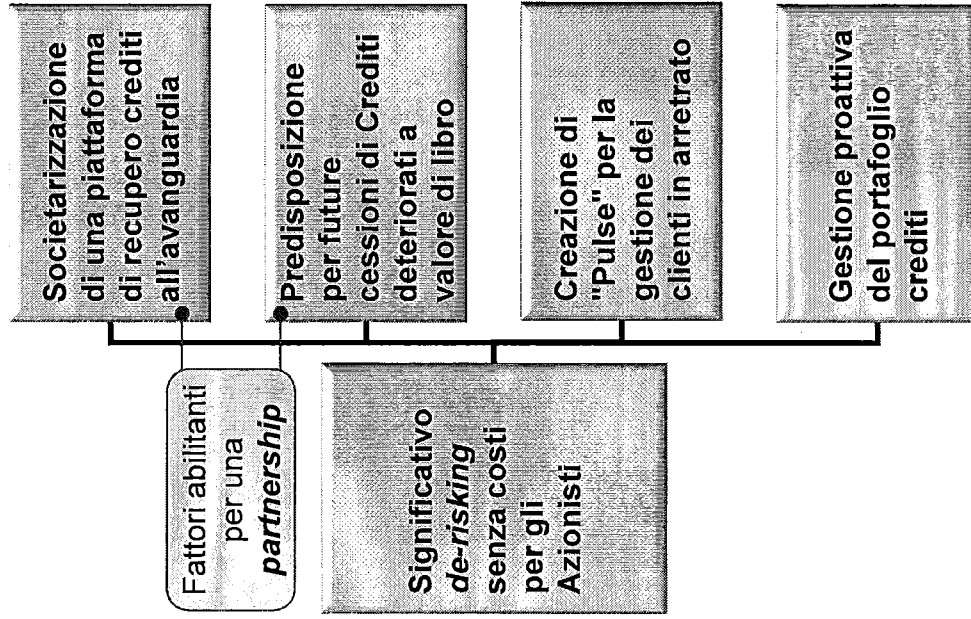 Significativo
de-risking
senza costi
per gli
Azionisti
Fattori abilitanti
per una
partnership
Societarizzazione
di una piattaforma
di recupero crediti
all'avanguardia
Predisposizione
per future
cessioni di Crediti
deteriorati a
valore di libro
Creazione di
"Pulse" per la
gestione dei
clienti in arretrato
Gestione proattiva
del portafoglio
crediti